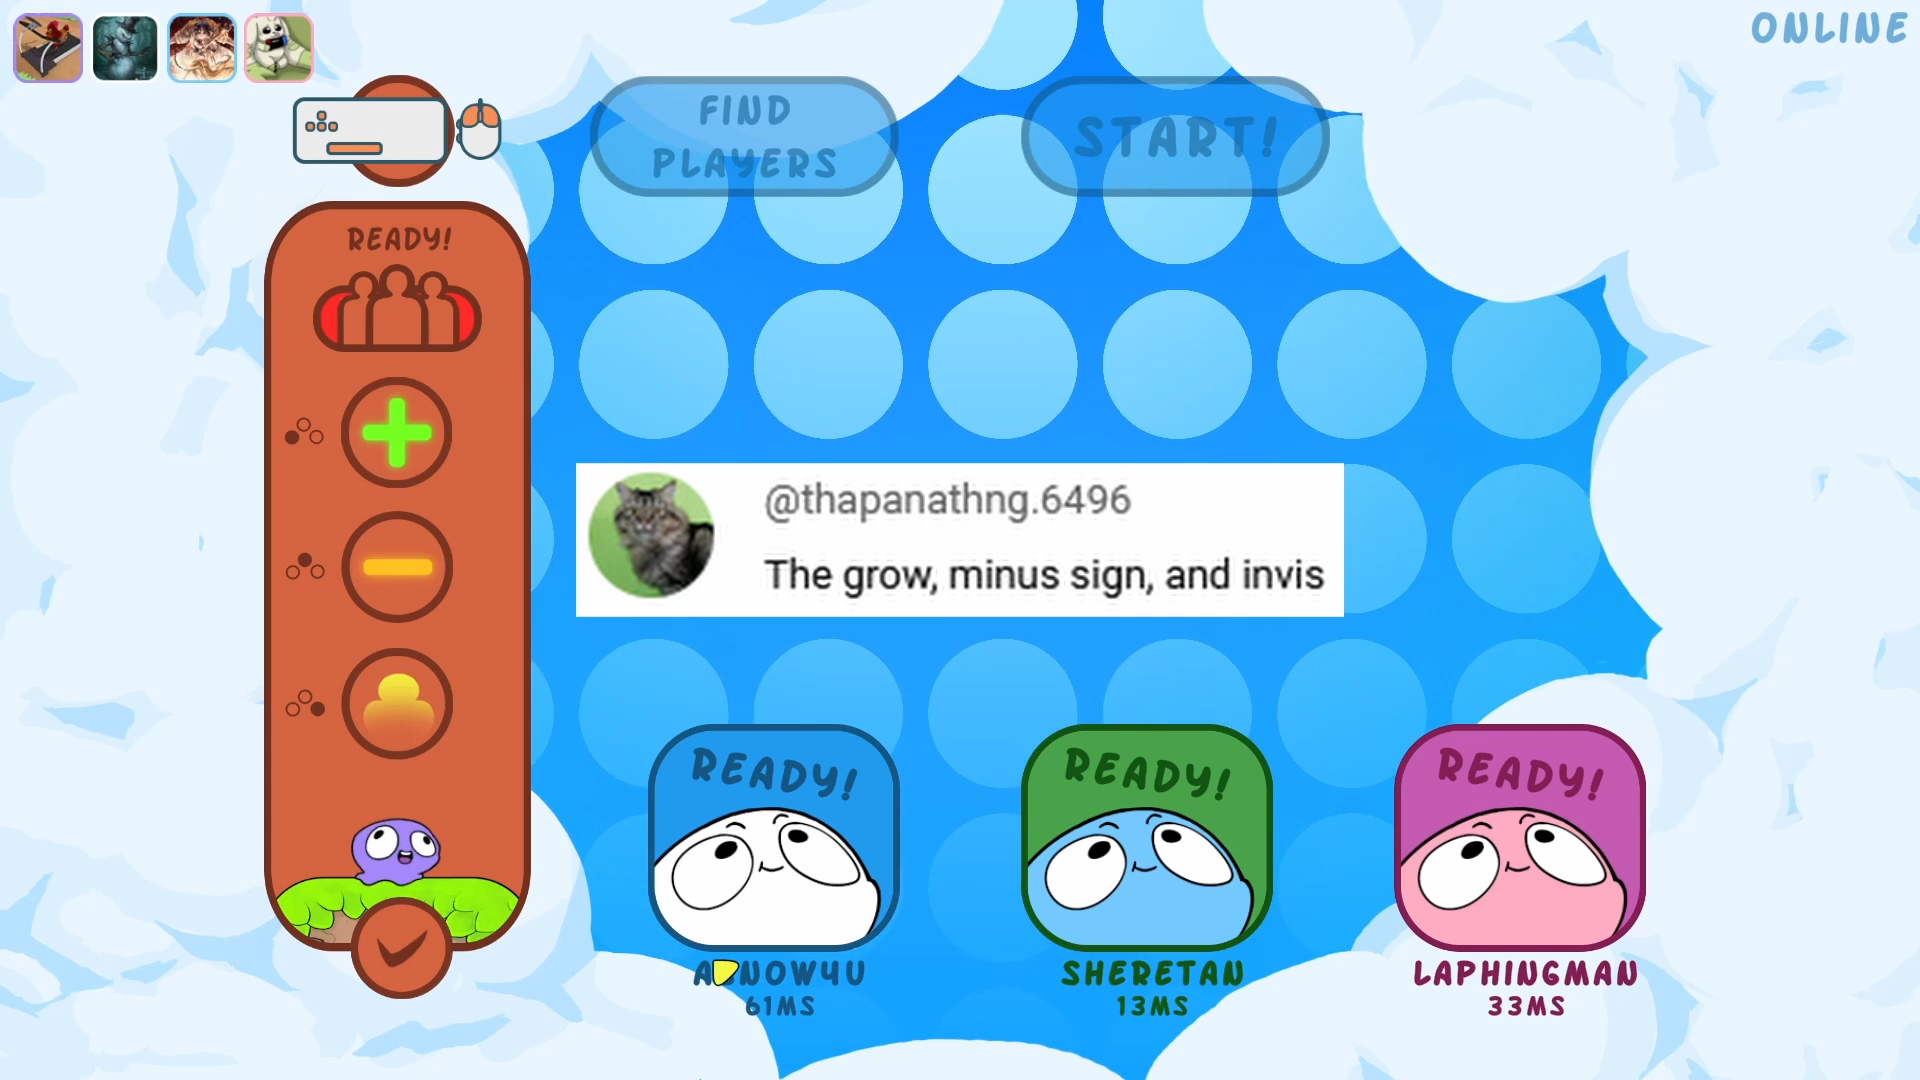 ONLINE
FIND
PLAYERS
START!
READY!
@thapanathng.6496
The grow, minus sign, and invis
READY!
READY!
READY!
SHERETAN
LAPHINGMAN
61MS
13MS
33MS